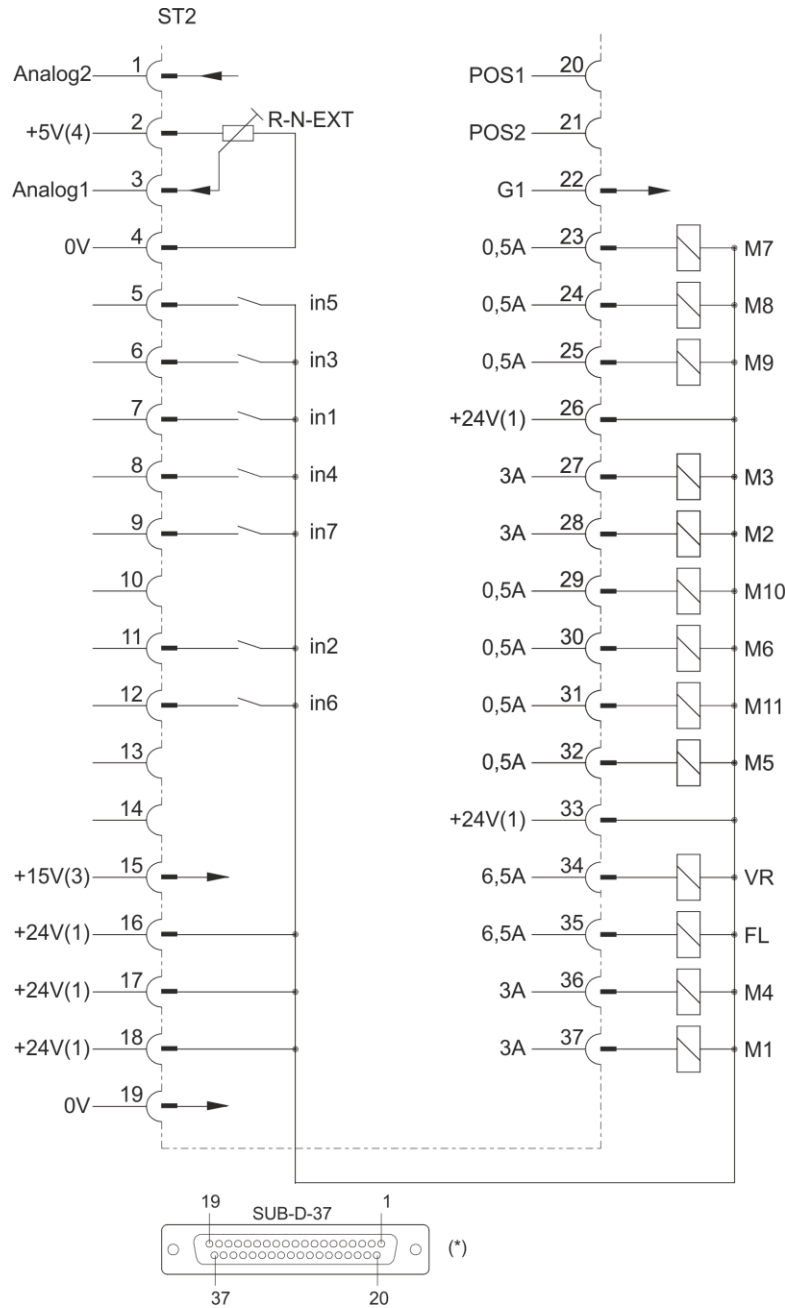 ST2
Analog2 1
+5V(4) 2 R-N-EXT
Analog1 3
0V 4
5 in5
6 in3
7 in1
8 in4
9 in7
10
11 in2
12 in6
13
14
+15V(3) 15
+24V(1) 16
+24V(1) 17
+24V(1) 18
0V 19
POS1 20
POS2 21
G1 22
0,5A 23 M7
0,5A 24 M8
0,5A 25 M9
+24V(1) 26
3A 27 M3
3A 28 M2
0,5A 29 M10
0,5A 30 M6
0,5A 31 M11
0,5A 32 M5
+24V(1) 33
6,5A 34 VR
6,5A 35 FL
3A 36 M4
3A 37 M1
19 SUB-D-37 1
(*)
37 20